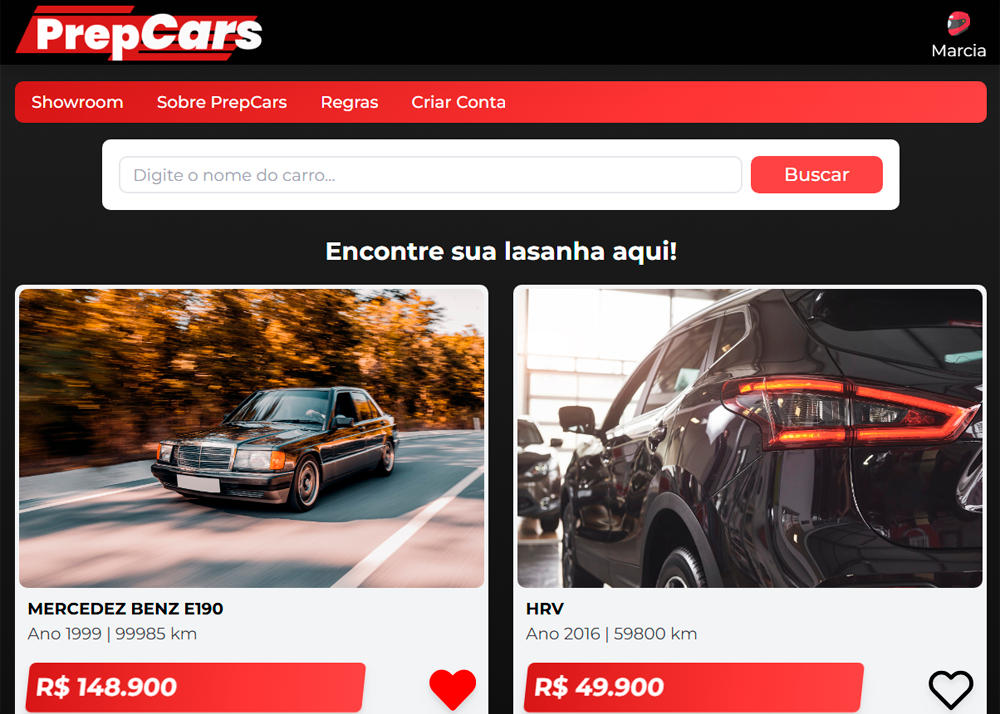 PrepCars
Marcia
Showroom Sobre PrepCars Regras Criar Conta
Digite o nome do carro...
Buscar
Encontre sua lasanha aqui!
MERCEDEZ BENZ E190
Ano 1999 | 99985 km
R$ 148.900
HRV
Ano 2016 | 59800 km
R$ 49.900